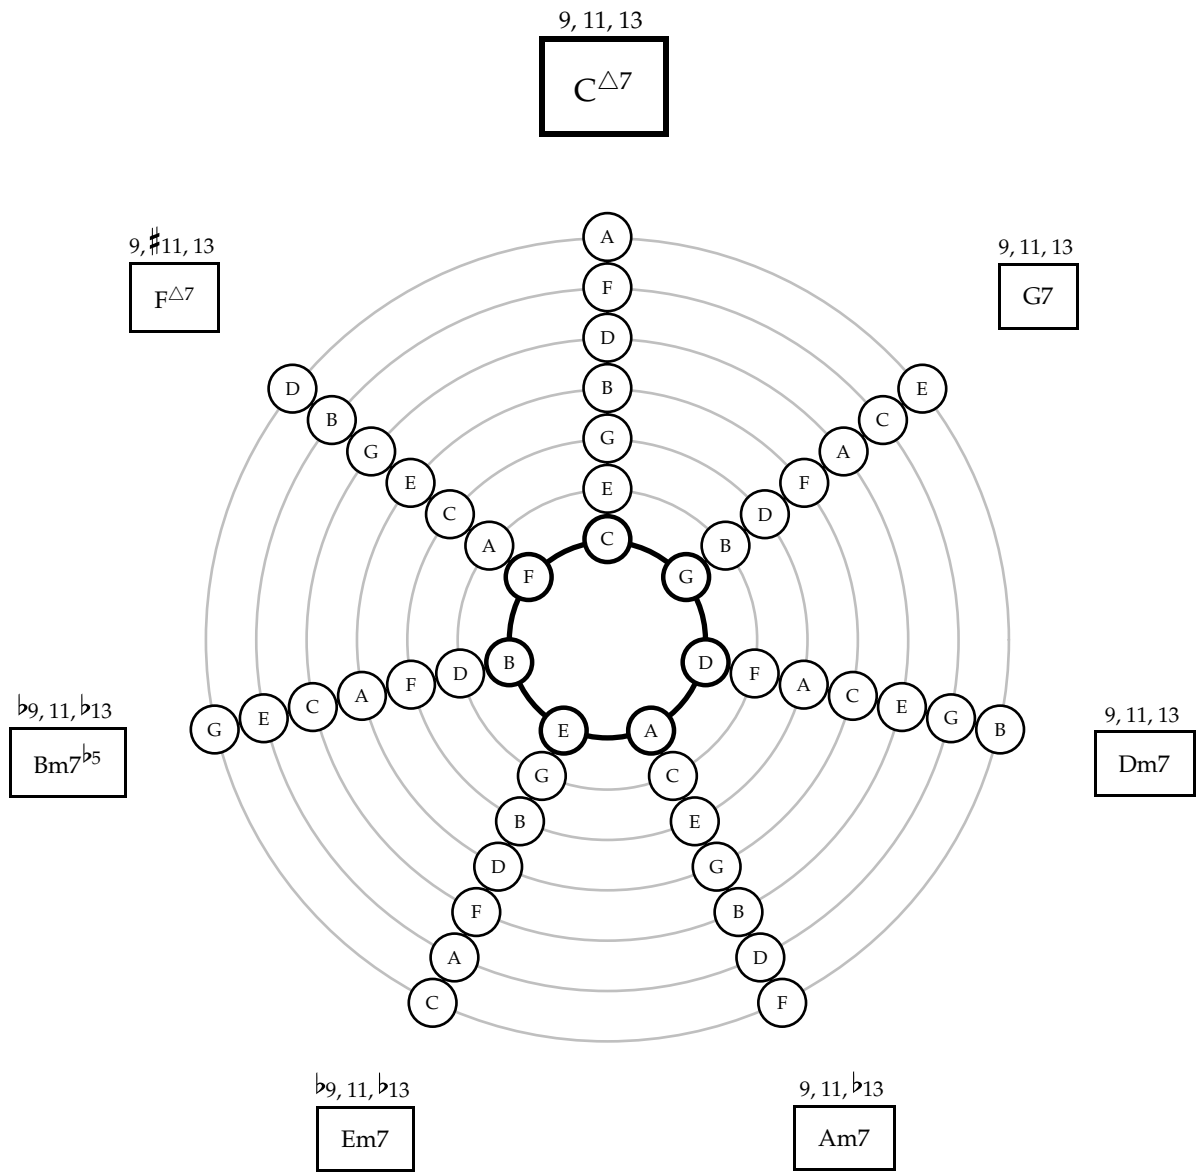 9, 11, 13
C△7
9, ♯11, 13
F△7
9, 11, 13
G7
A
F
D
B
G
E
C
E
C
A
F
D
B
G
D
B
G
E
C
A
F
G
E
C
A
F
D
B
D
F
A
C
E
G
B
♭9, 11, ♭13
Bm7♭5
9, 11, 13
Dm7
E
G
B
D
F
A
C
A
C
E
G
B
D
F
♭9, 11, ♭13
Em7
9, 11, ♭13
Am7